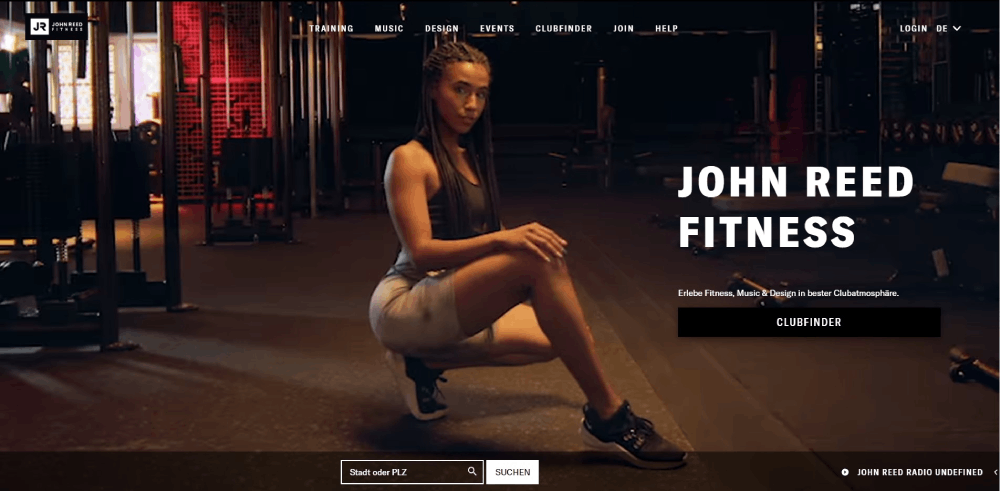 JR JOHN REED
FITNESS
TRAINING MUSIC DESIGN EVENTS CLUBFINDER JOIN HELP
LOGIN DE
JOHN REED
FITNESS
Erlebe Fitness, Music & Design in bester Clubatmosphäre.
CLUBFINDER
Stadt oder PLZ
SUCHEN
JOHN REED RADIO UNDEFINED